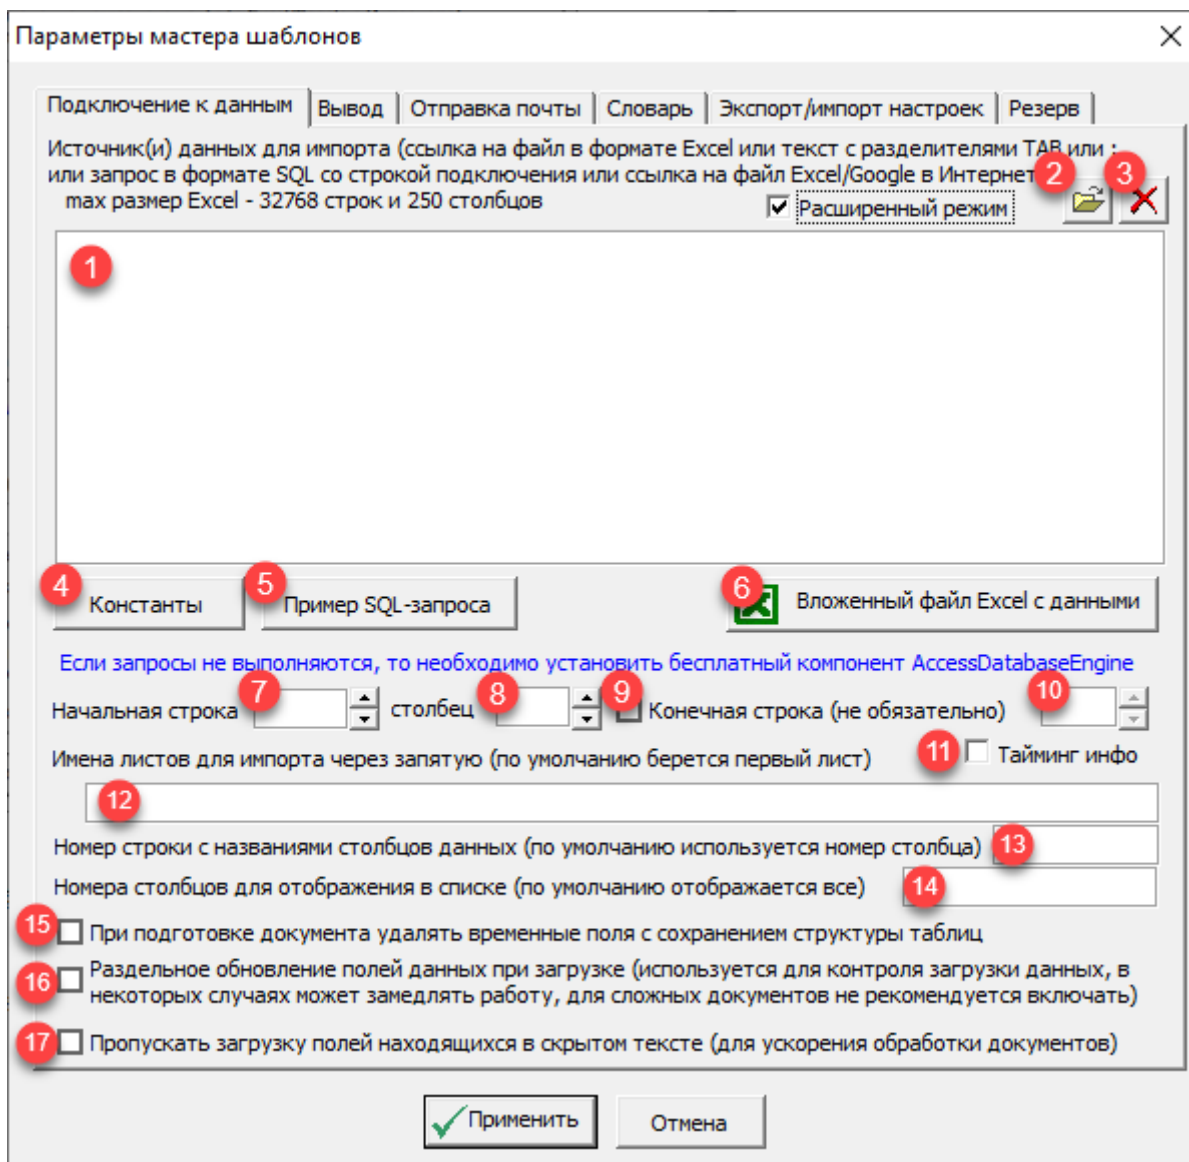 Параметры мастера шаблонов
Подключение к данным Вывод Отправка почты Словарь Экспорт/импорт настроек Резерв
Источник(и) данных для импорта (ссылка на файл в формате Excel или текст с разделителями TAB или ;
или запрос в формате SQL со строкой подключения или ссылка на файл Excel/Google в Интернет 2 3
max размер Excel - 32768 строк и 250 столбцов Расширенный режим
1
4 Константы 5 Пример SQL-запроса 6 Вложенный файл Excel с данными
Если запросы не выполняются, то необходимо установить бесплатный компонент AccessDatabaseEngine
Начальная строка 7 столбец 8 9 Конечная строка (не обязательно) 10
Имена листов для импорта через запятую (по умолчанию берется первый лист) 11 Тайминг инфо
12
Номер строки с названиями столбцов данных (по умолчанию используется номер столбца) 13
Номера столбцов для отображения в списке (по умолчанию отображается все) 14
15 При подготовке документа удалять временные поля с сохранением структуры таблиц
16 Раздельное обновление полей данных при загрузке (используется для контроля загрузки данных, в
некоторых случаях может замедлять работу, для сложных документов не рекомендуется включать)
17 Пропускать загрузку полей находящихся в скрытом тексте (для ускорения обработки документов)
Применить Отмена